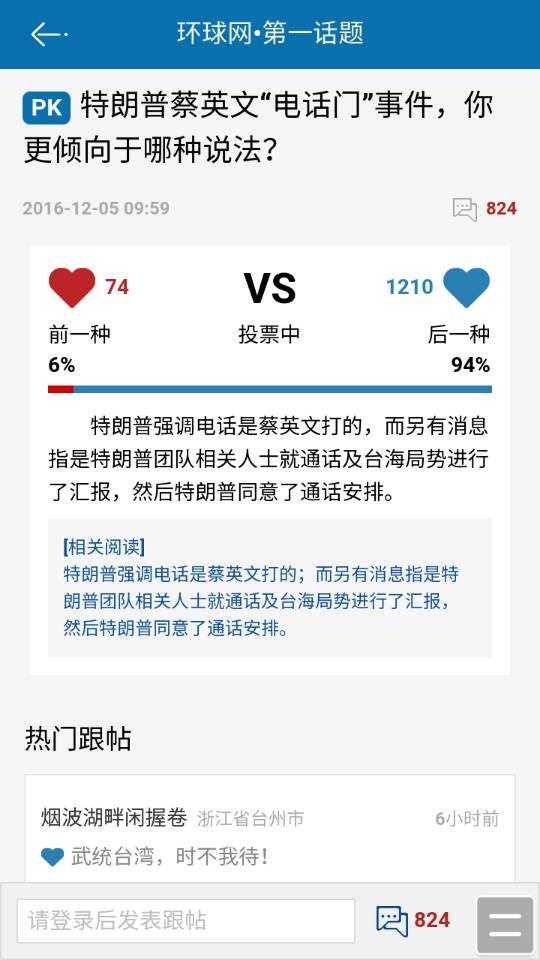 环球网•第一话题
PK 特朗普蔡英文“电话门”事件，你
更倾向于哪种说法？
2016-12-05 09:59
824
74
VS
1210
前一种
投票中
后一种
6%
94%
特朗普强调电话是蔡英文打的，而另有消息
指是特朗普团队相关人士就通话及台海局势进行
了汇报，然后特朗普同意了通话安排。
[相关阅读]
特朗普强调电话是蔡英文打的；而另有消息指是特
朗普团队相关人士就通话及台海局势进行了汇报，
然后特朗普同意了通话安排。
热门跟帖
烟波湖畔闲握卷 浙江省台州市
6小时前
武统台湾，时不我待！
请登录后发表跟帖
824